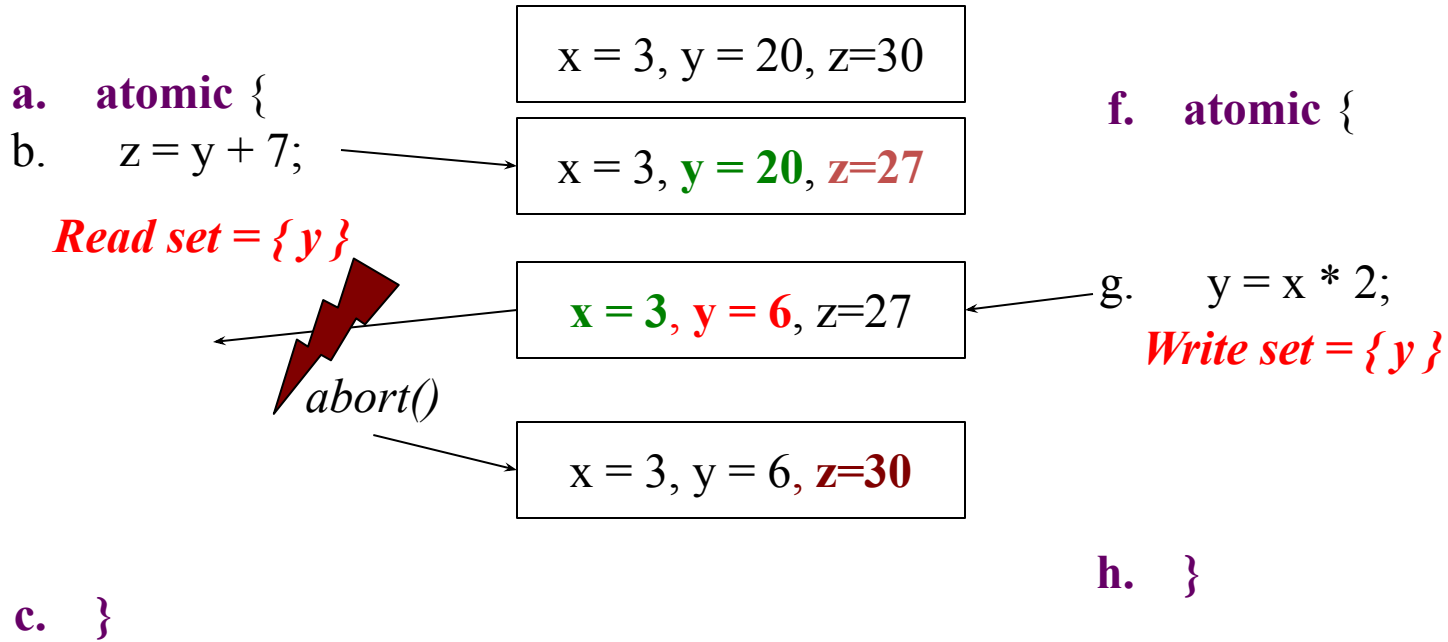 x = 3, y = 20, z=30
a. atomic {
f. atomic {
b. z = y + 7;
x = 3, y = 20, z=27
Read set = { y }
x = 3, y = 6, z=27
g. y = x * 2;
Write set = { y }
abort()
x = 3, y = 6, z=30
h. }
c. }